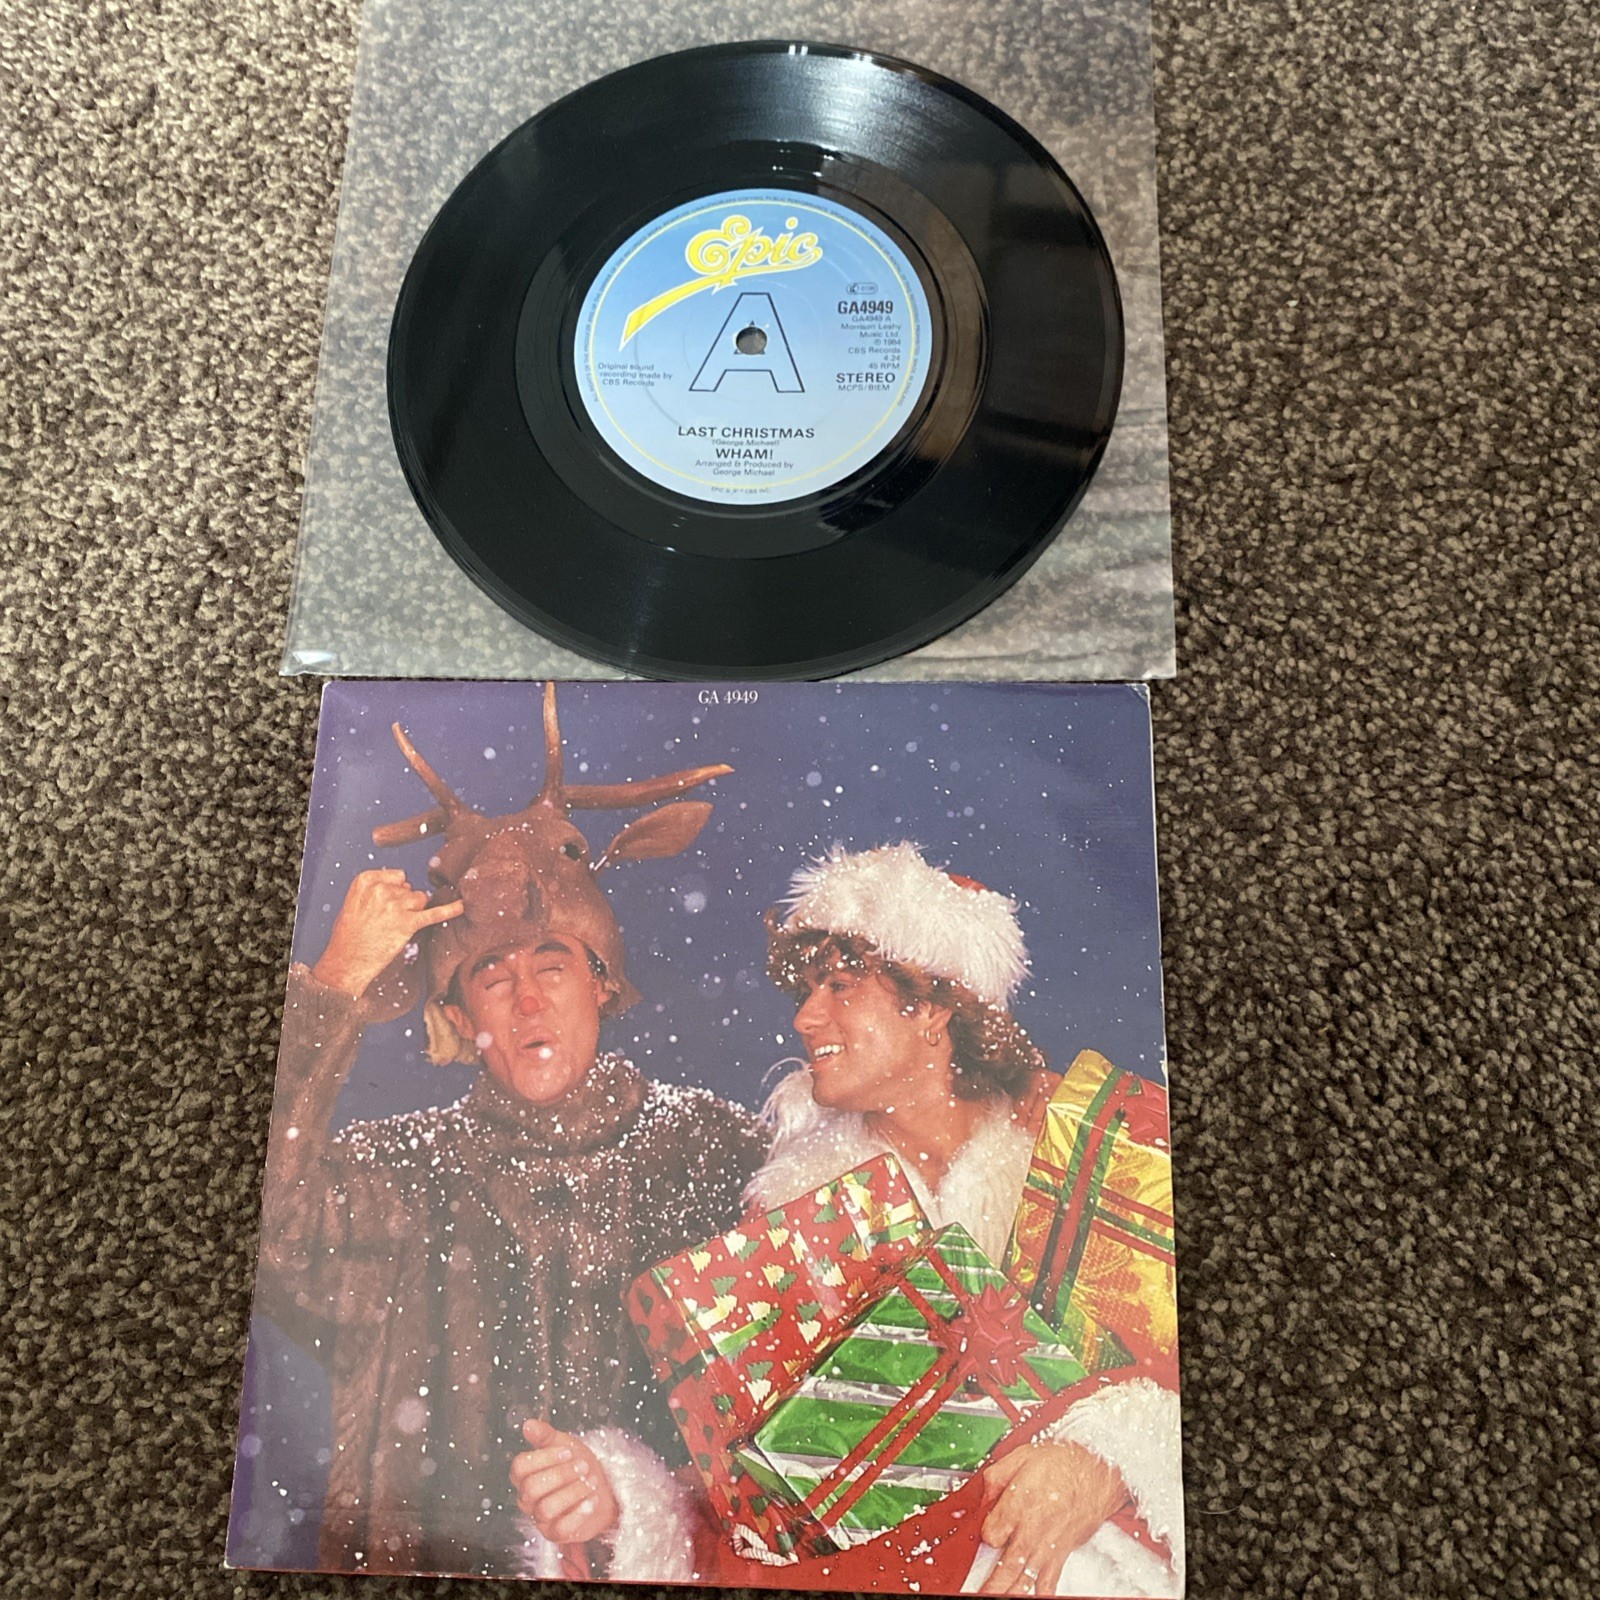 Epic
A
GA4949
GA4949 A
Morrison Leahy
Music Ltd.
℗ 1984
CBS Records
4.24
45 RPM
STEREO
MCPS/BIEM
Original sound
recording made by
CBS Records
LAST CHRISTMAS
(George Michael)
WHAM!
Arranged & Produced by
George Michael
GA 4949